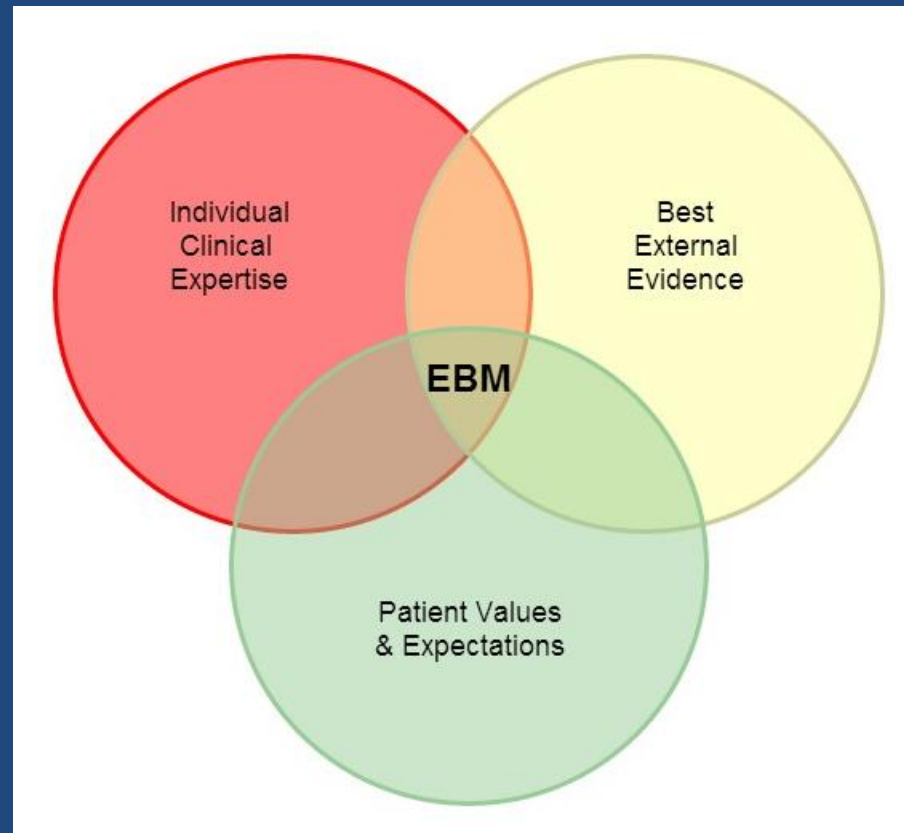 Individual
Clinical
Expertise
Best
External
Evidence
EBM
Patient Values
& Expectations